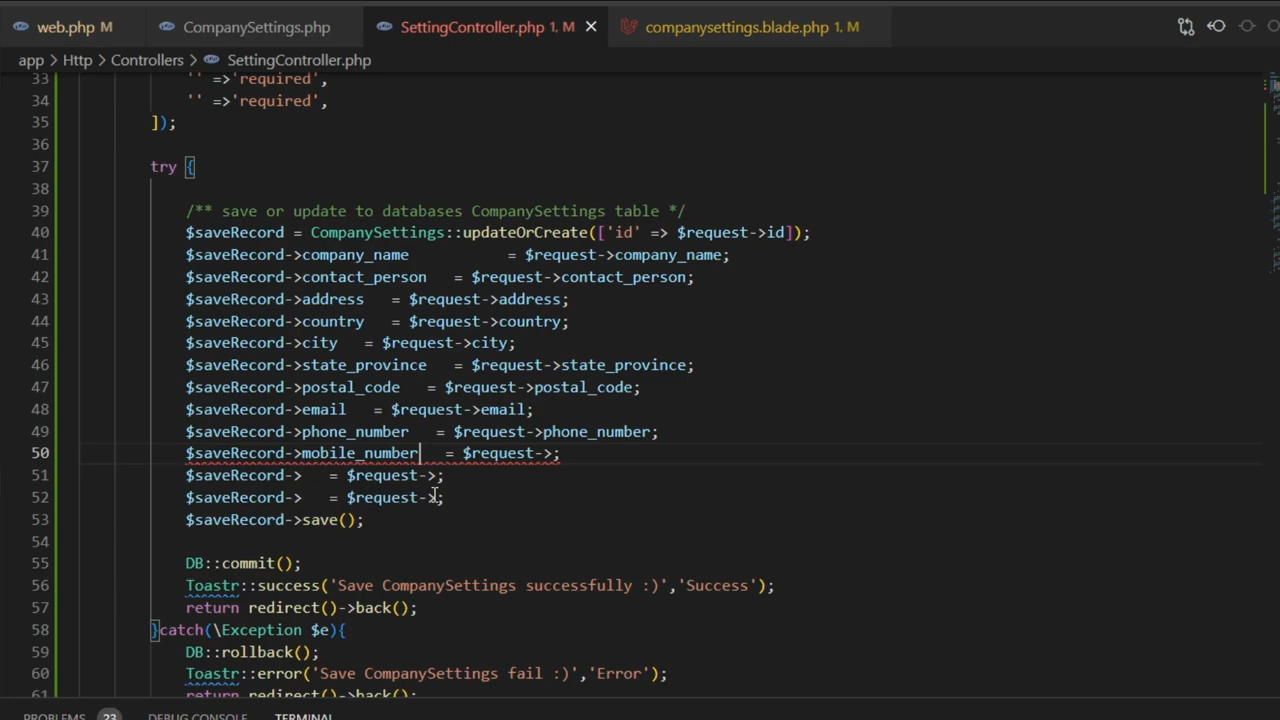 web.php M CompanySettings.php SettingController.php 1, M companysettings.blade.php 1, M
app > Http > Controllers > SettingController.php
33 '' =>'required',
34 '' =>'required',
35 ]);
36
37 try {
38
39 /** save or update to databases CompanySettings table */
40 $saveRecord = CompanySettings::updateOrCreate(['id' => $request->id]);
41 $saveRecord->company_name = $request->company_name;
42 $saveRecord->contact_person = $request->contact_person;
43 $saveRecord->address = $request->address;
44 $saveRecord->country = $request->country;
45 $saveRecord->city = $request->city;
46 $saveRecord->state_province = $request->state_province;
47 $saveRecord->postal_code = $request->postal_code;
48 $saveRecord->email = $request->email;
49 $saveRecord->phone_number = $request->phone_number;
50 $saveRecord->mobile_number = $request->;
51 $saveRecord-> = $request->;
52 $saveRecord-> = $request->;
53 $saveRecord->save();
54
55 DB::commit();
56 Toastr::success('Save CompanySettings successfully :)','Success');
57 return redirect()->back();
58 }catch(\Exception $e){
59 DB::rollback();
60 Toastr::error('Save CompanySettings fail :)','Error');
61 return redirect()->back();
PROBLEMS 23 DEBUG CONSOLE TERMINAL